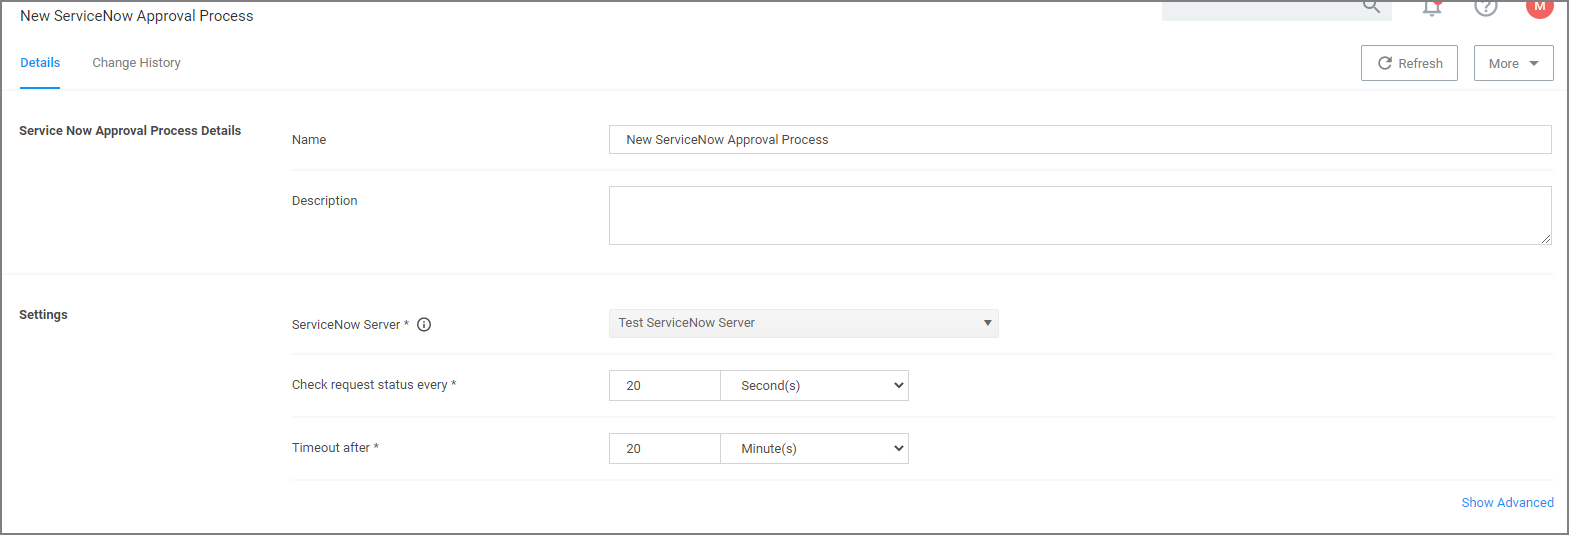 New ServiceNow Approval Process
M
Details
Change History
Refresh
More
Service Now Approval Process Details
Name
New ServiceNow Approval Process
Description
Settings
ServiceNow Server *
Test ServiceNow Server
Check request status every *
20
Second(s)
Timeout after *
20
Minute(s)
Show Advanced